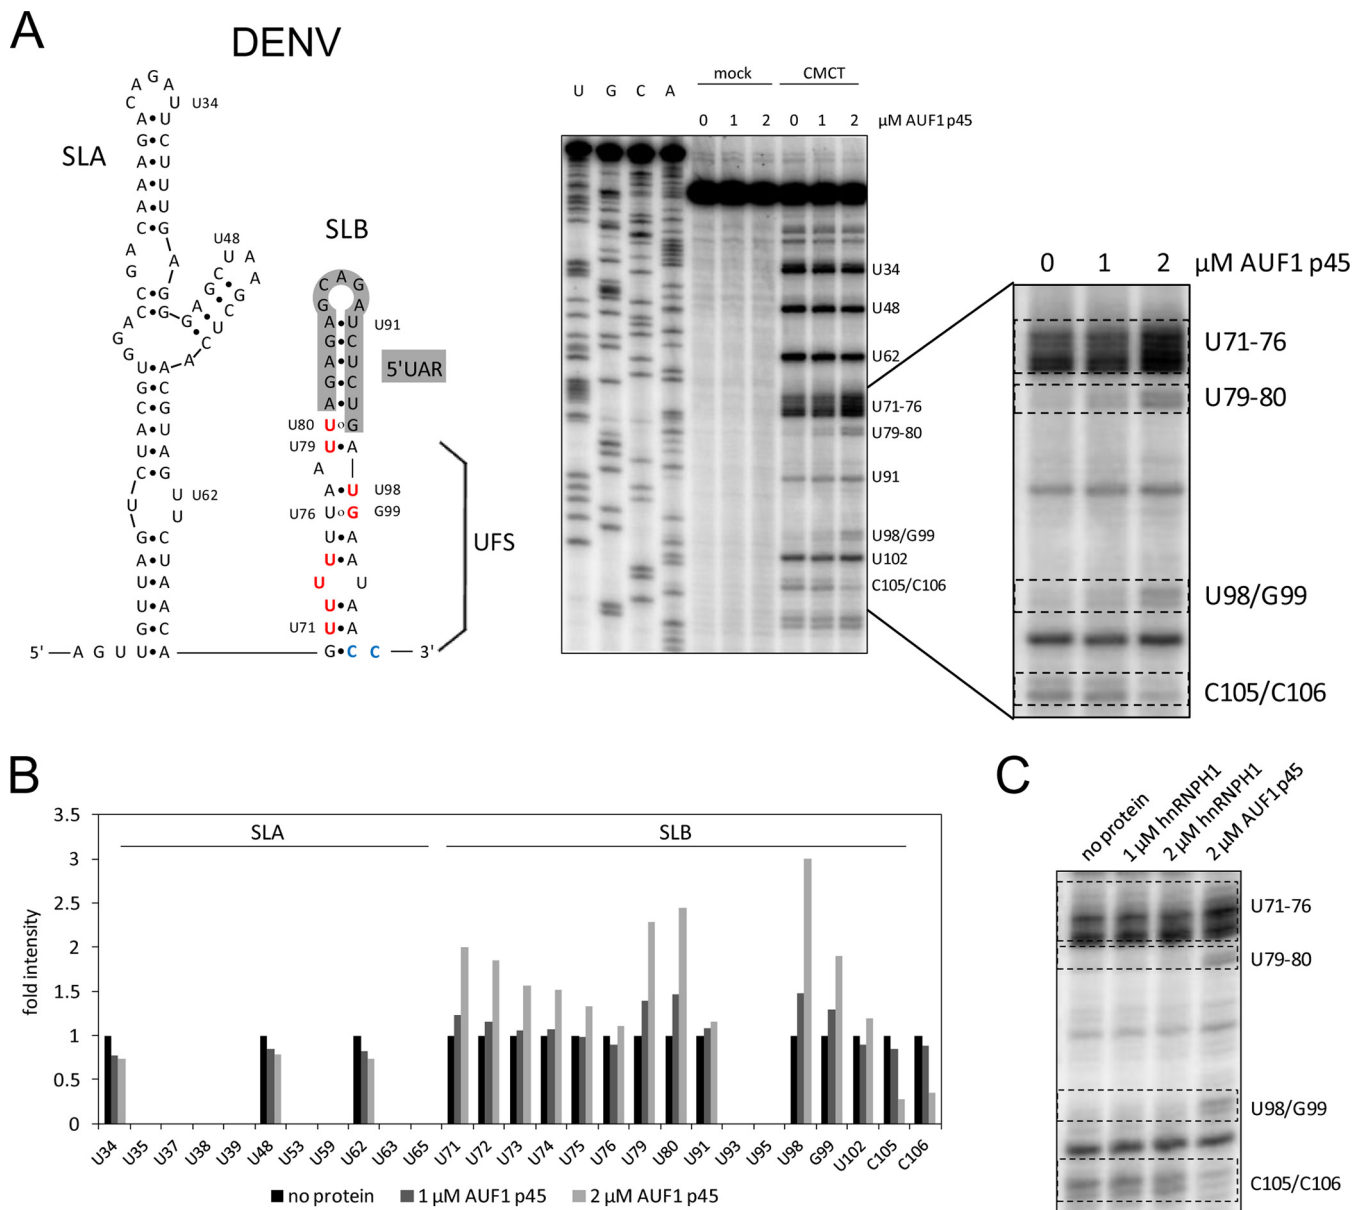 A
DENV
SLA
SLB
U34
U48
U91
5'UAR
U80
U79
U98
G99
U76
U62
U71
UFS
5'
A G U U U A
G C C
3'
mock
CMCT
U G C A
0 1 2 0 1 2 µM AUF1 p45
U34
U48
U62
U71-76
U79-80
U91
U98/G99
U102
C105/C106
0 1 2 µM AUF1 p45
U71-76
U79-80
U98/G99
C105/C106
B
fold intensity
3.5
3
2.5
2
1.5
1
0.5
0
SLA
SLB
U34 U35 U37 U38 U39 U48 U53 U59 U62 U63 U65 U71 U72 U73 U74 U75 U76 U79 U80 U91 U93 U95 U98 G99 U102 C105 C106
no protein 1 µM AUF1 p45 2 µM AUF1 p45
C
no protein
1 µM hnRNPH1
2 µM hnRNPH1
2 µM AUF1 p45
U71-76
U79-80
U98/G99
C105/C106